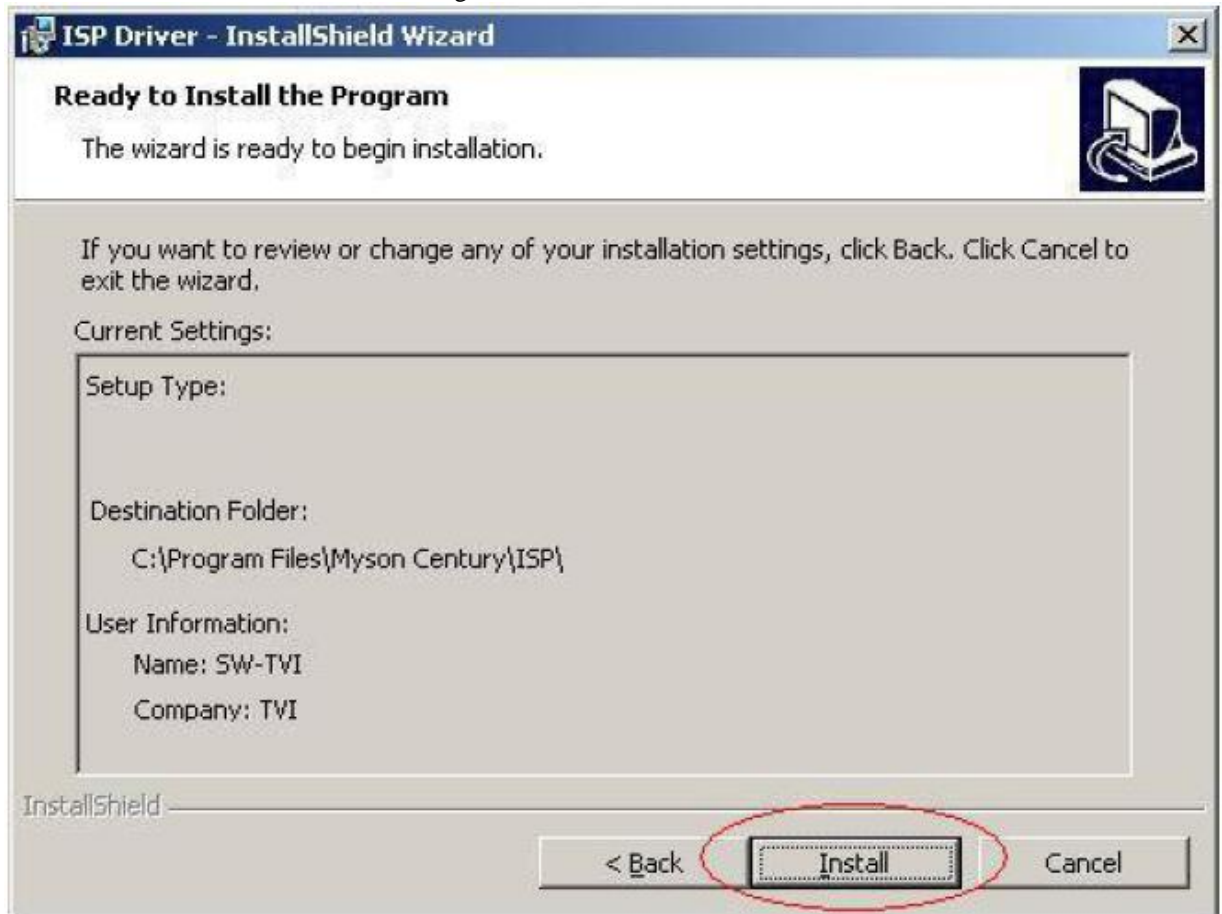 ISP Driver - InstallShield Wizard
Ready to Install the Program
The wizard is ready to begin installation.
If you want to review or change any of your installation settings, click Back. Click Cancel to
exit the wizard.
Current Settings:
Setup Type:
Destination Folder:
C:\Program Files\Myson Century\ISP\
User Information:
Name: SW-TVI
Company: TVI
InstallShield
< Back
Install
Cancel